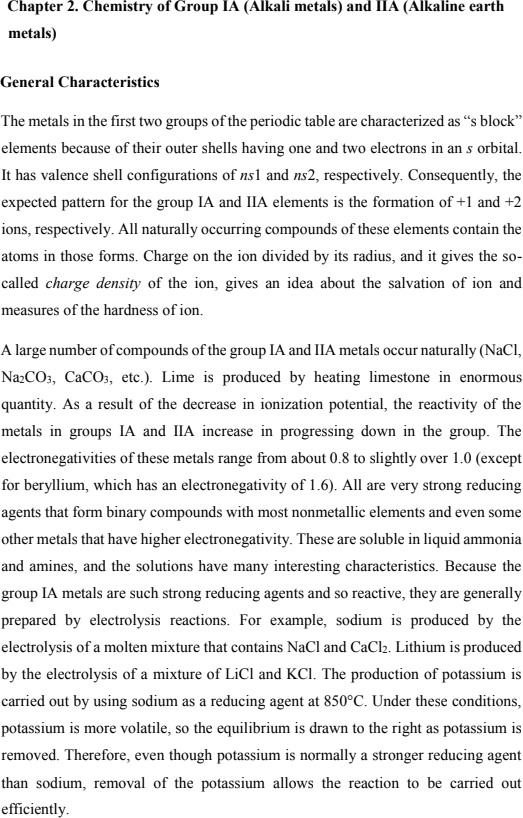 Chapter 2. Chemistry of Group IA (Alkali metals) and IIA (Alkaline earth
metals)
General Characteristics
The metals in the first two groups of the periodic table are characterized as “s block”
elements because of their outer shells having one and two electrons in an s orbital.
It has valence shell configurations of ns1 and ns2, respectively. Consequently, the
expected pattern for the group IA and IIA elements is the formation of +1 and +2
ions, respectively. All naturally occurring compounds of these elements contain the
atoms in those forms. Charge on the ion divided by its radius, and it gives the so-
called charge density of the ion, gives an idea about the salvation of ion and
measures of the hardness of ion.
A large number of compounds of the group IA and IIA metals occur naturally (NaCl,
Na₂CO₃, CaCO₃, etc.). Lime is produced by heating limestone in enormous
quantity. As a result of the decrease in ionization potential, the reactivity of the
metals in groups IA and IIA increase in progressing down in the group. The
electronegativities of these metals range from about 0.8 to slightly over 1.0 (except
for beryllium, which has an electronegativity of 1.6). All are very strong reducing
agents that form binary compounds with most nonmetallic elements and even some
other metals that have higher electronegativity. These are soluble in liquid ammonia
and amines, and the solutions have many interesting characteristics. Because the
group IA metals are such strong reducing agents and so reactive, they are generally
prepared by electrolysis reactions. For example, sodium is produced by the
electrolysis of a molten mixture that contains NaCl and CaCl₂. Lithium is produced
by the electrolysis of a mixture of LiCl and KCl. The production of potassium is
carried out by using sodium as a reducing agent at 850°C. Under these conditions,
potassium is more volatile, so the equilibrium is drawn to the right as potassium is
removed. Therefore, even though potassium is normally a stronger reducing agent
than sodium, removal of the potassium allows the reaction to be carried out
efficiently.